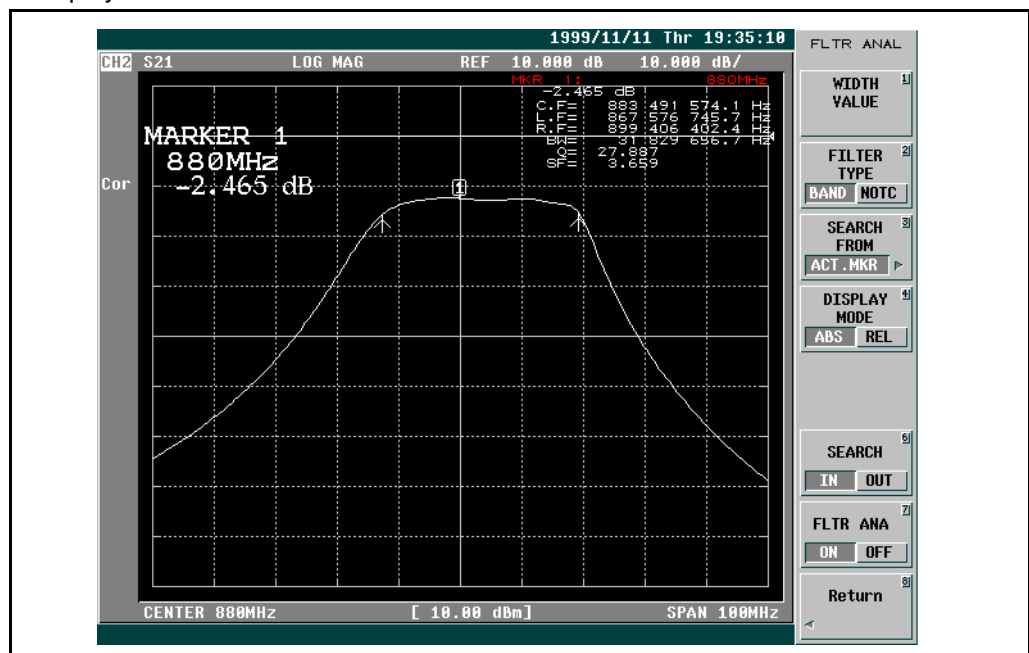 1999/11/11 Thr 19:35:10
CH2 S21 LOG MAG REF 10.000 dB 10.000 dB/
MKR 1: 880MHz
-2.465 dB
C.F= 883 491 574.1 Hz
L.F= 867 576 745.7 Hz
R.F= 899 406 402.4 Hz
BW= 31 829 656.7 Hz
Q= 27.887
SF= 3.659
MARKER 1
880MHz
-2.465 dB
Cor
1
CENTER 880MHz [ 10.00 dBm] SPAN 100MHz
FLTR ANAL
WIDTH 1
VALUE
FILTER 2
TYPE
BAND NOTC
SEARCH 3
FROM
ACT.MKR
DISPLAY 4
MODE
ABS REL
SEARCH 6
IN OUT
FLTR ANA 7
ON OFF
Return 8